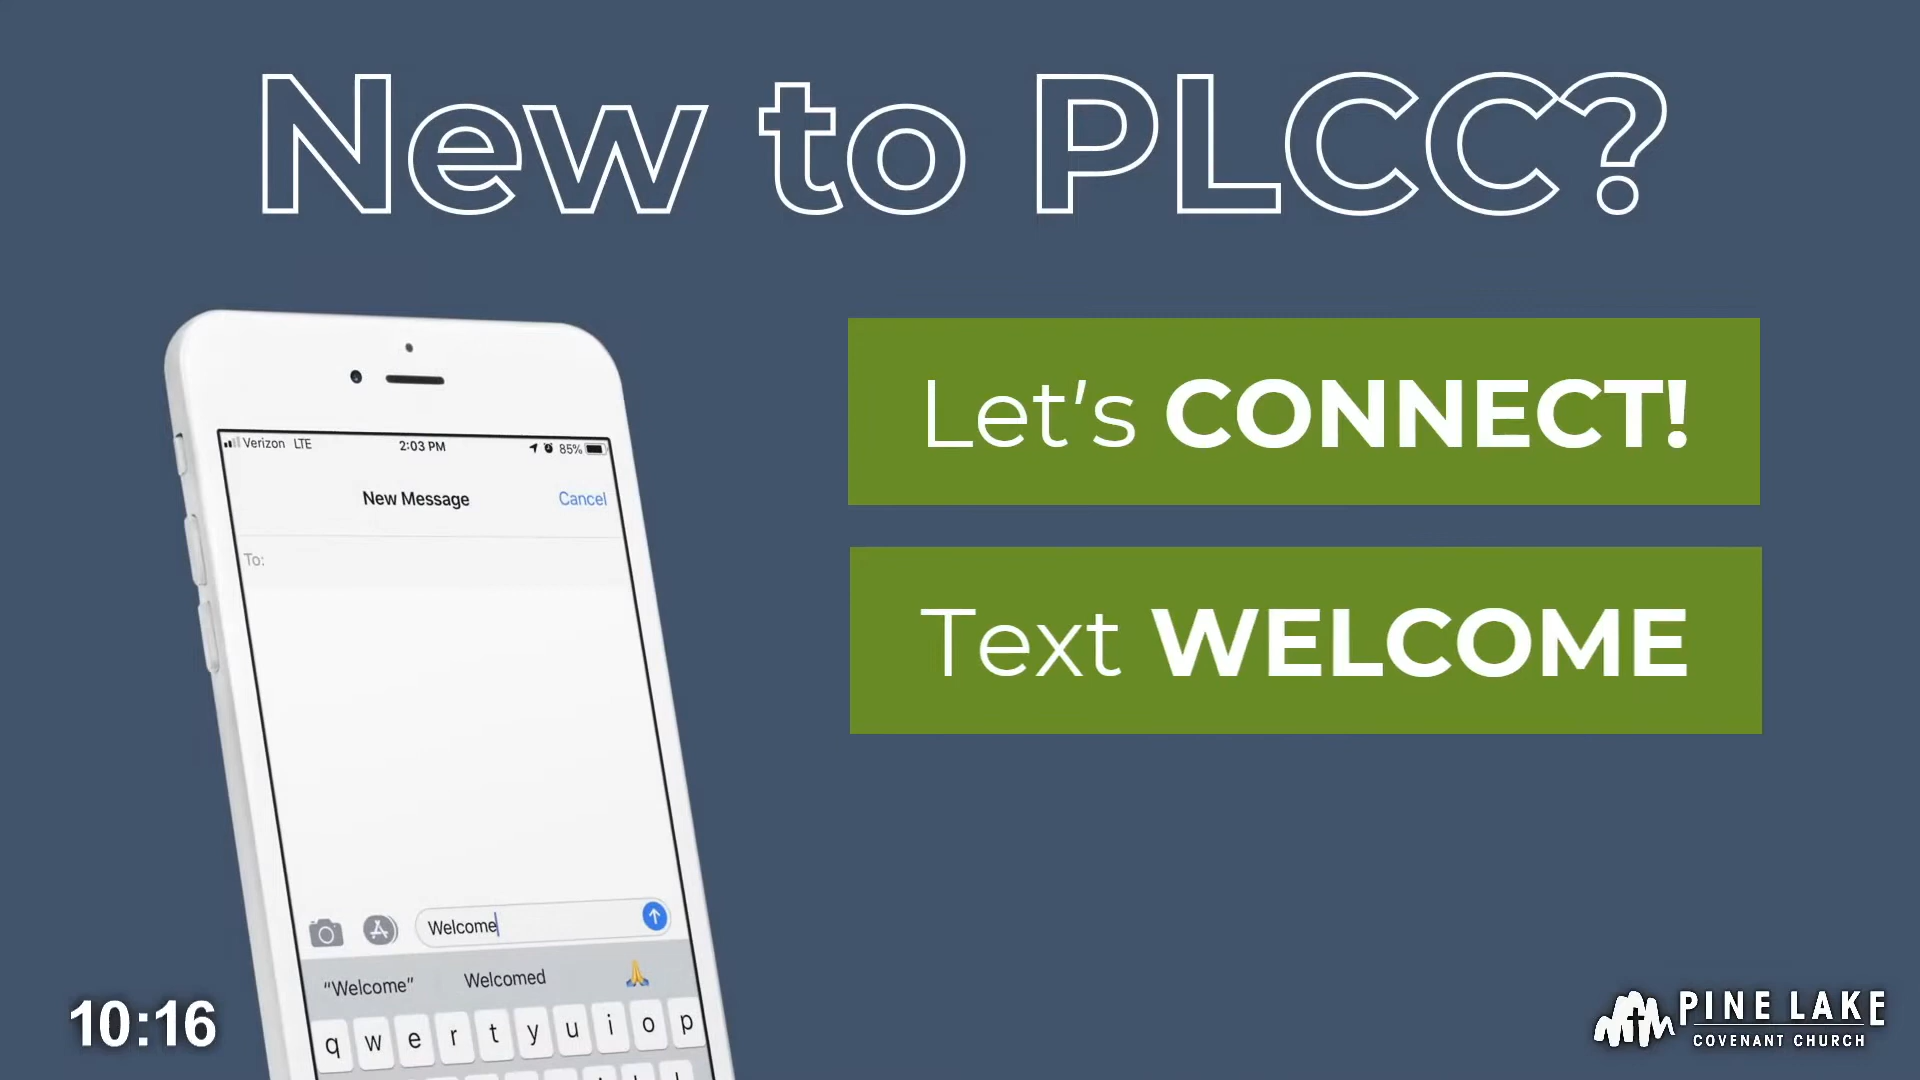 New to PLCC?
Let's CONNECT!
Text WELCOME
Verizon LTE 2:03 PM 85%
New Message Cancel
To:
Welcome
“Welcome” Welcomed 🙏
q w e r t y u i o p
10:16
PINE LAKE
COVENANT CHURCH